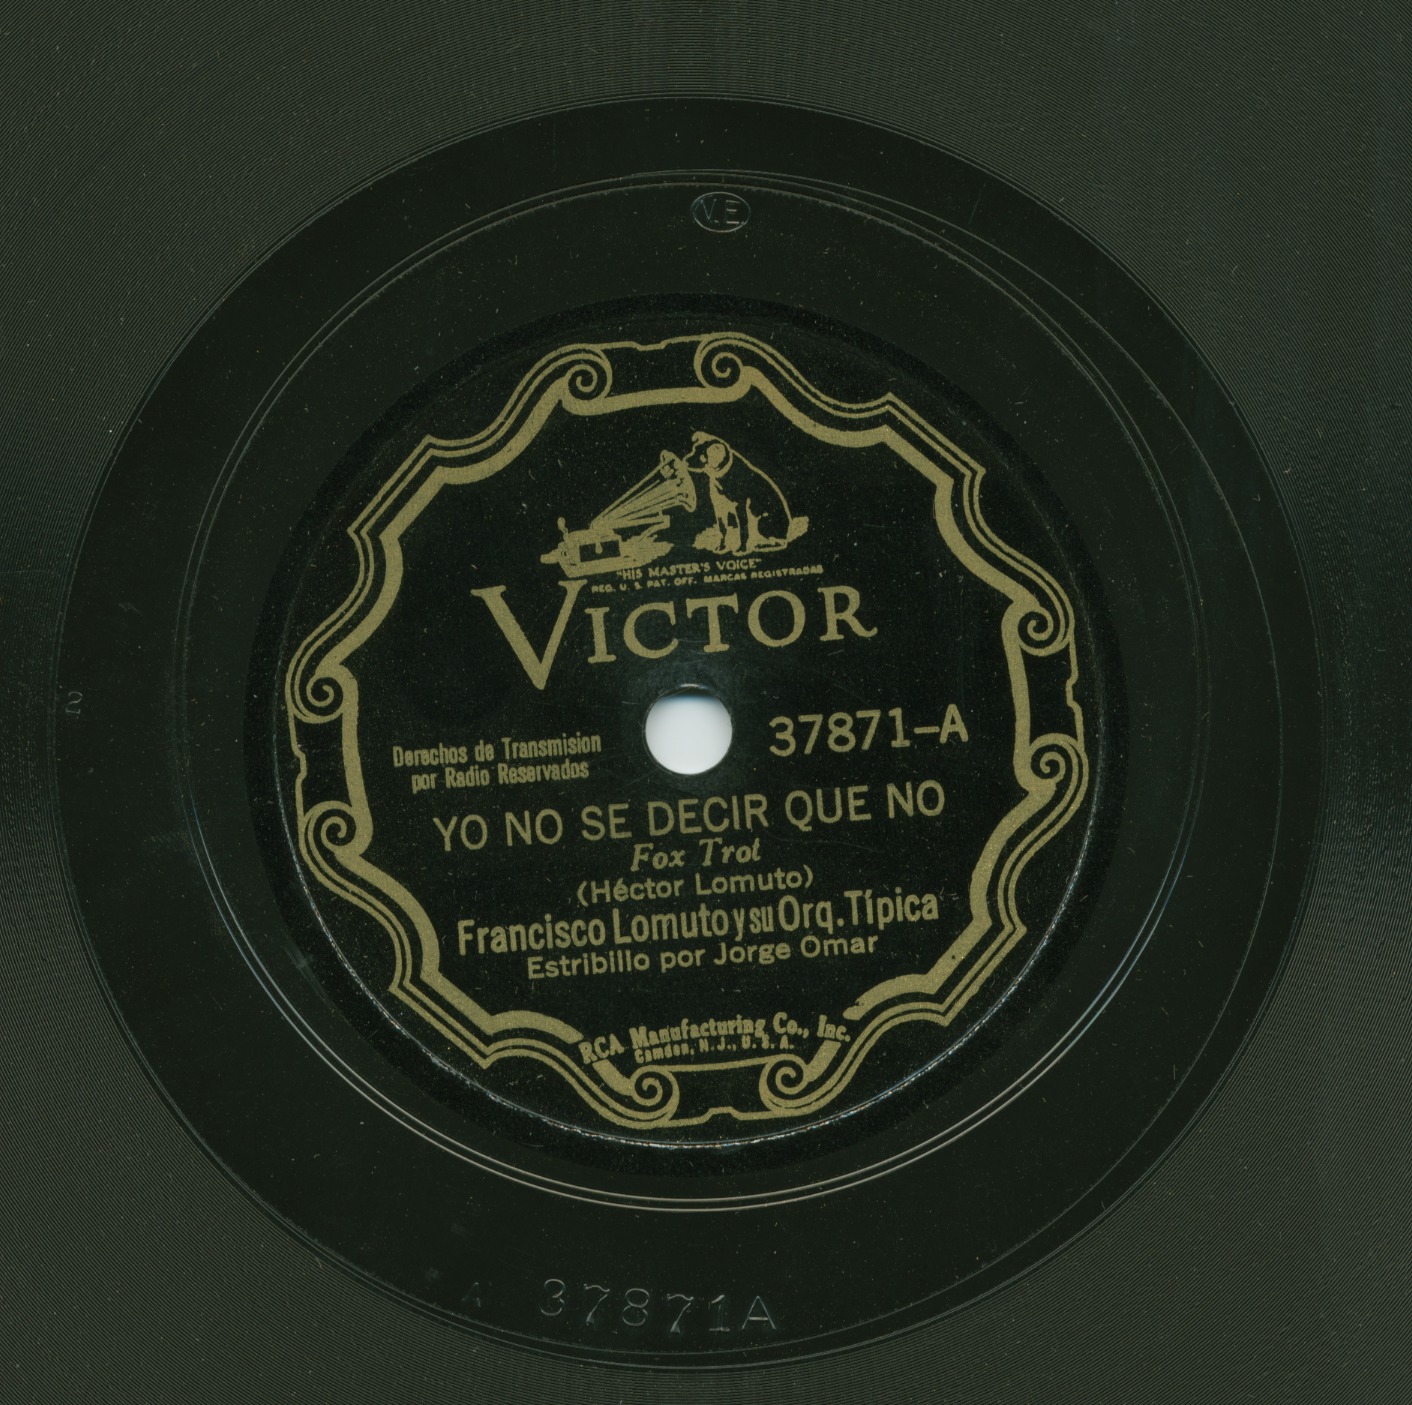 V.E.
"HIS MASTER'S VOICE"
REG. U. S. PAT. OFF. MARCAS REGISTRADAS
VICTOR
37871-A
Derechos de Transmision
por Radio Reservados
YO NO SE DECIR QUE NO
Fox Trot
(Héctor Lomuto)
Francisco Lomuto y su Orq. Típica
Estribillo por Jorge Omar
RCA Manufacturing Co., Inc.
Camden, N.J., U.S.A.
2
A 37871A